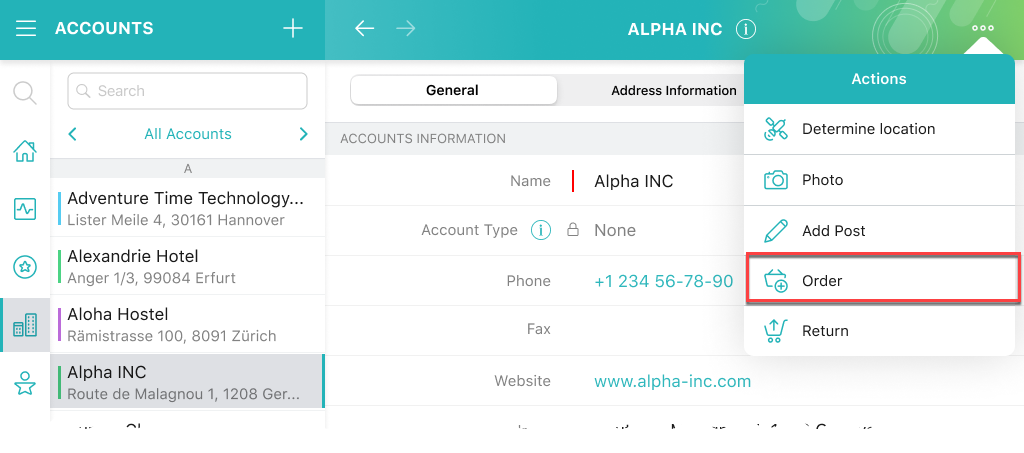 ACCOUNTS
ALPHA INC
Search
All Accounts
A
Adventure Time Technology...
Lister Meile 4, 30161 Hannover
Alexandrie Hotel
Anger 1/3, 99084 Erfurt
Aloha Hostel
Rämistrasse 100, 8091 Zürich
Alpha INC
Route de Malagnou 1, 1208 Ger...
General
Address Information
ACCOUNTS INFORMATION
Name Alpha INC
Account Type None
Phone +1 234 56-78-90
Fax
Website www.alpha-inc.com
Actions
Determine location
Photo
Add Post
Order
Return